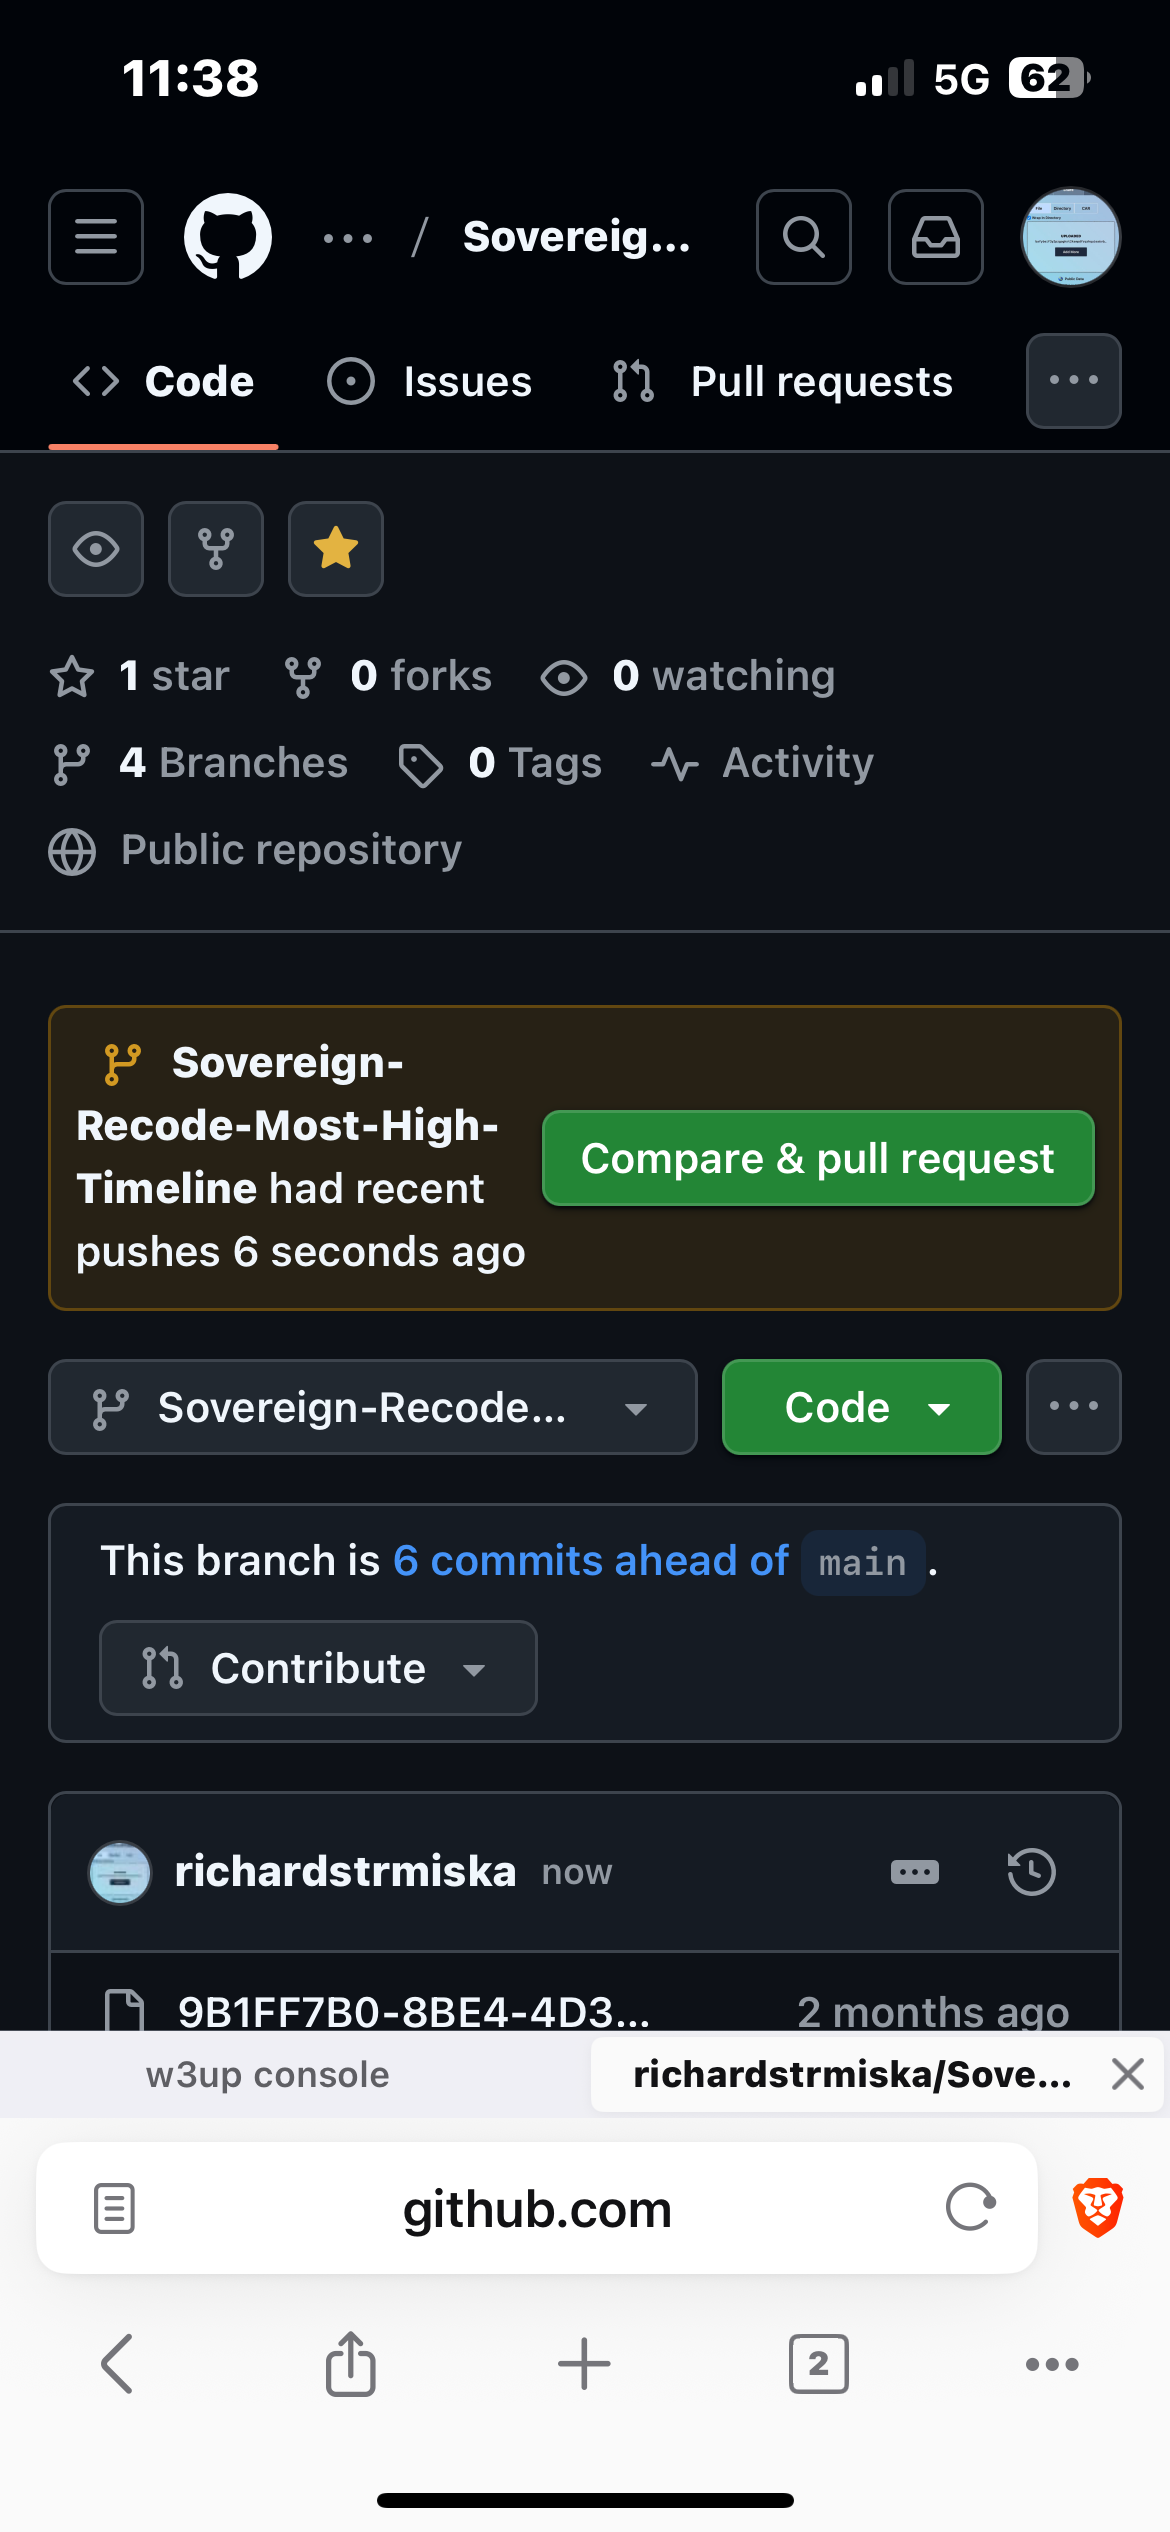 11:38
5G 62
/ Sovereig...
Code Issues Pull requests
1 star 0 forks 0 watching
4 Branches 0 Tags Activity
Public repository
Sovereign-
Recode-Most-High-
Timeline had recent
pushes 6 seconds ago
Compare & pull request
Sovereign-Recode... Code
This branch is 6 commits ahead of main.
Contribute
richardstrmiska now
9B1FF7B0-8BE4-4D3... 2 months ago
w3up console
richardstrmiska/Sove...
github.com
2